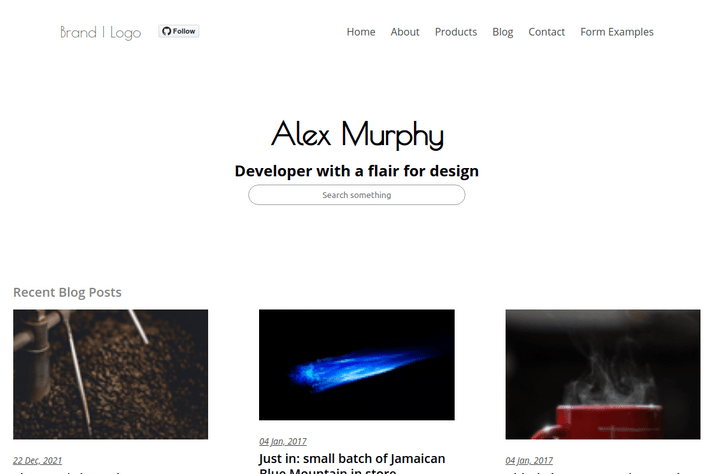 Brand | Logo
Follow
Home About Products Blog Contact Form Examples
Alex Murphy
Developer with a flair for design
Search something
Recent Blog Posts
22 Dec, 2021
04 Jan, 2017
Just in: small batch of Jamaican
Blue Mountain in store
04 Jan, 2017